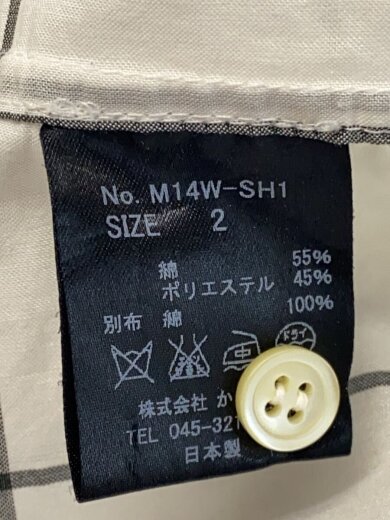 No. M14W-SH1
SIZE 2
綿 55%
ポリエステル 45%
別布 綿 100%
中 ドライ
株式会社 か
TEL 045-321
日本製